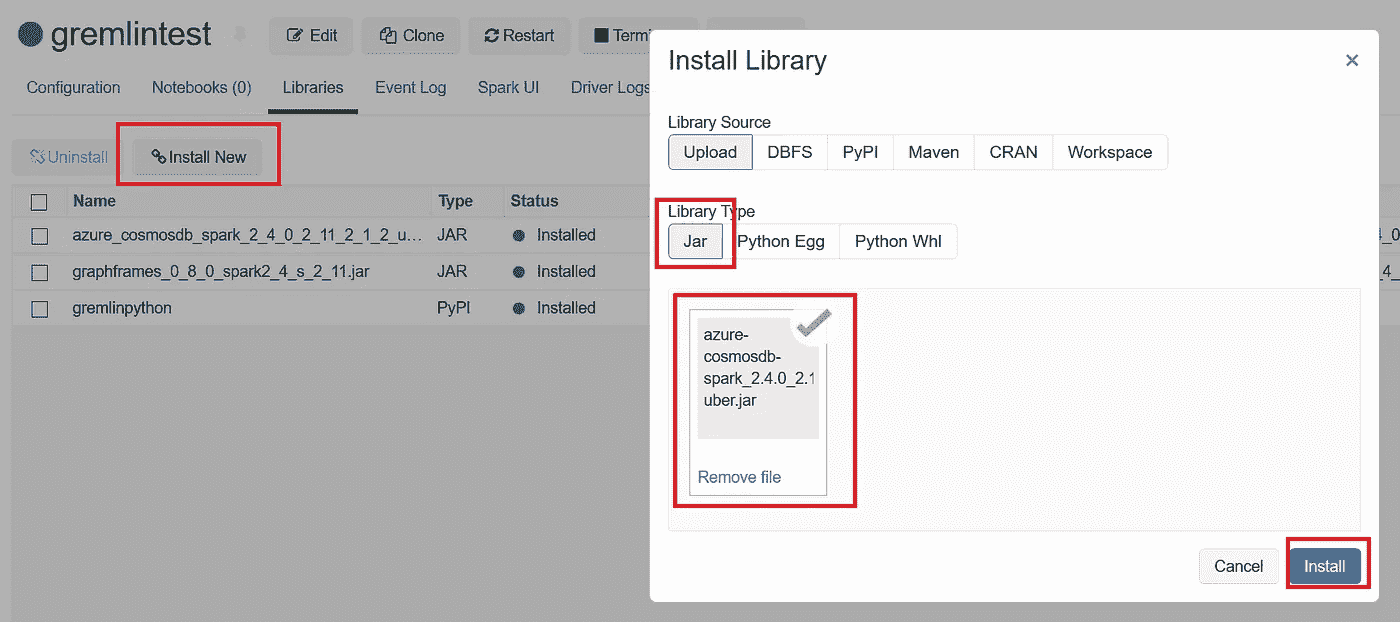 gremlintest
Edit
Clone
Restart
Configuration
Notebooks (0)
Libraries
Event Log
Spark UI
Driver Logs
Uninstall
Install New
Name Type Status
azure_cosmosdb_spark_2_4_0_2_11_2_1_2_u... JAR Installed
graphframes_0_8_0_spark2_4_s_2_11.jar JAR Installed
gremlinpython PyPI Installed
Install Library
Library Source
Upload DBFS PyPI Maven CRAN Workspace
Library Type
Jar Python Egg Python Whl
azure-
cosmosdb-
spark_2.4.0_2.1
uber.jar
Remove file
Cancel Install